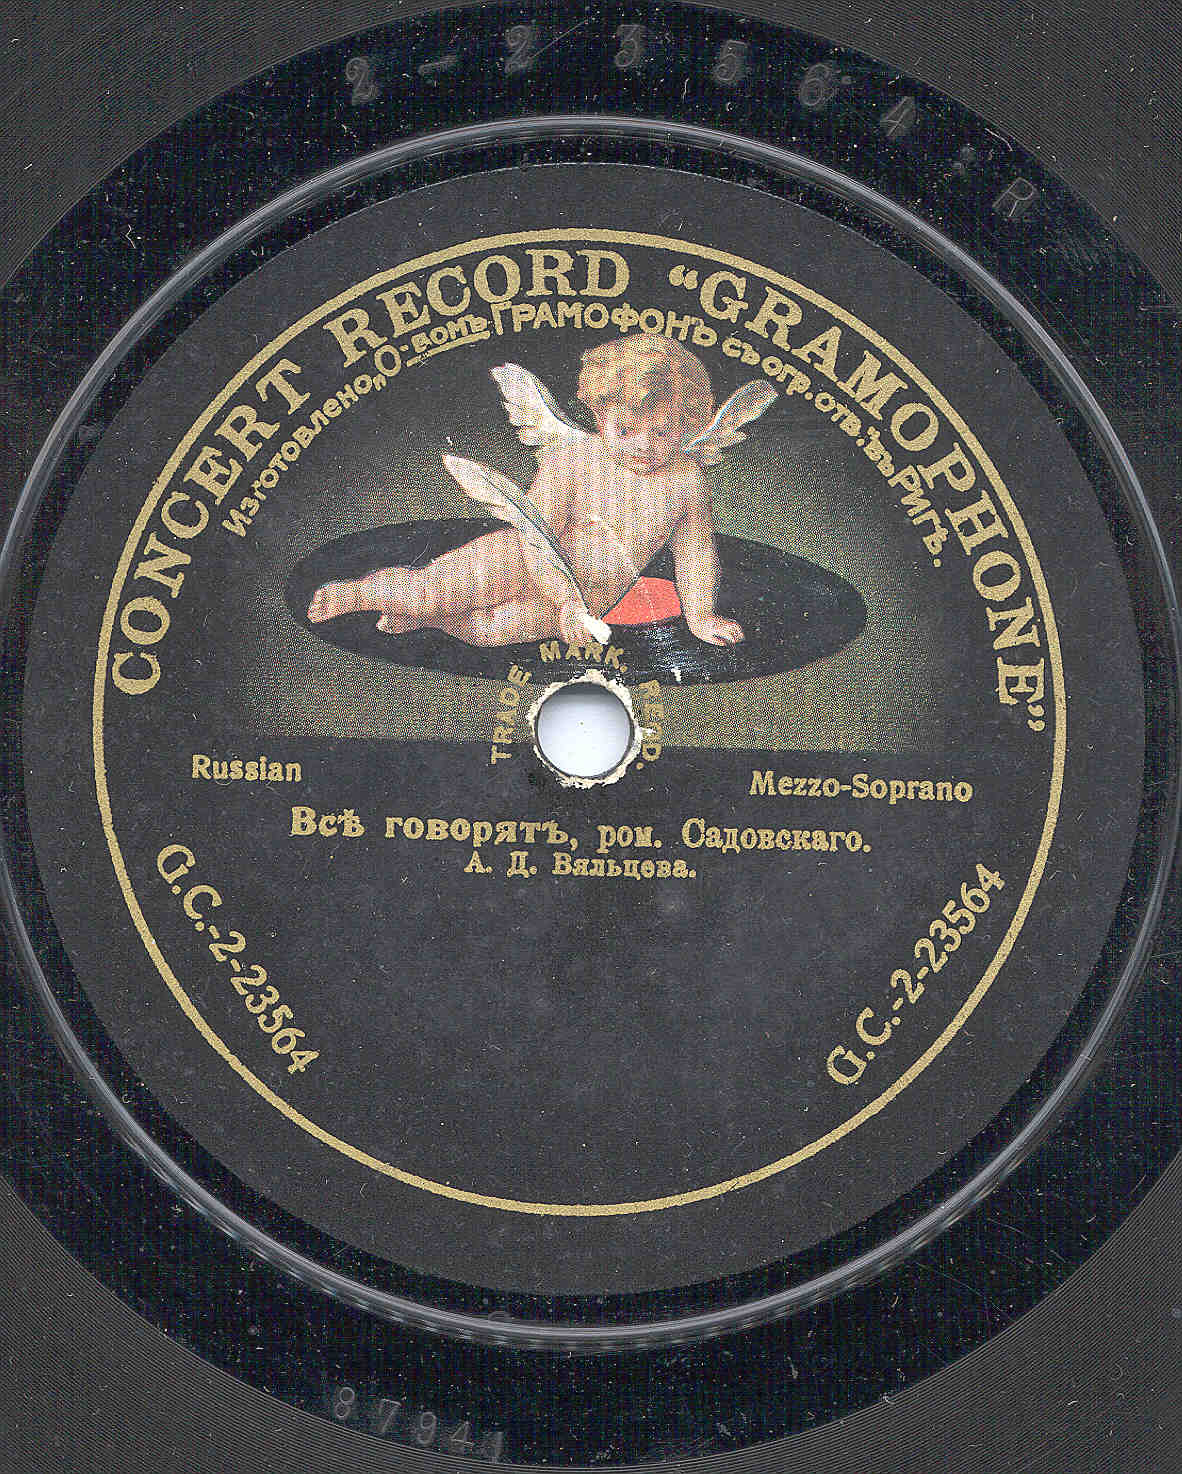 2-23564.R
CONCERT RECORD “GRAMOPHONE”
Изготовлено „О-вомъ ГРАМОФОНЪ съ огр. отв.“ въ РИГѢ.
TRADE MARK. REGD.
Russian
Mezzo-Soprano
Всѣ говорятъ, ром. Садовскаго.
А. Д. Вяльцева.
G.C.-2-23564
G.C.-2-23564
87941